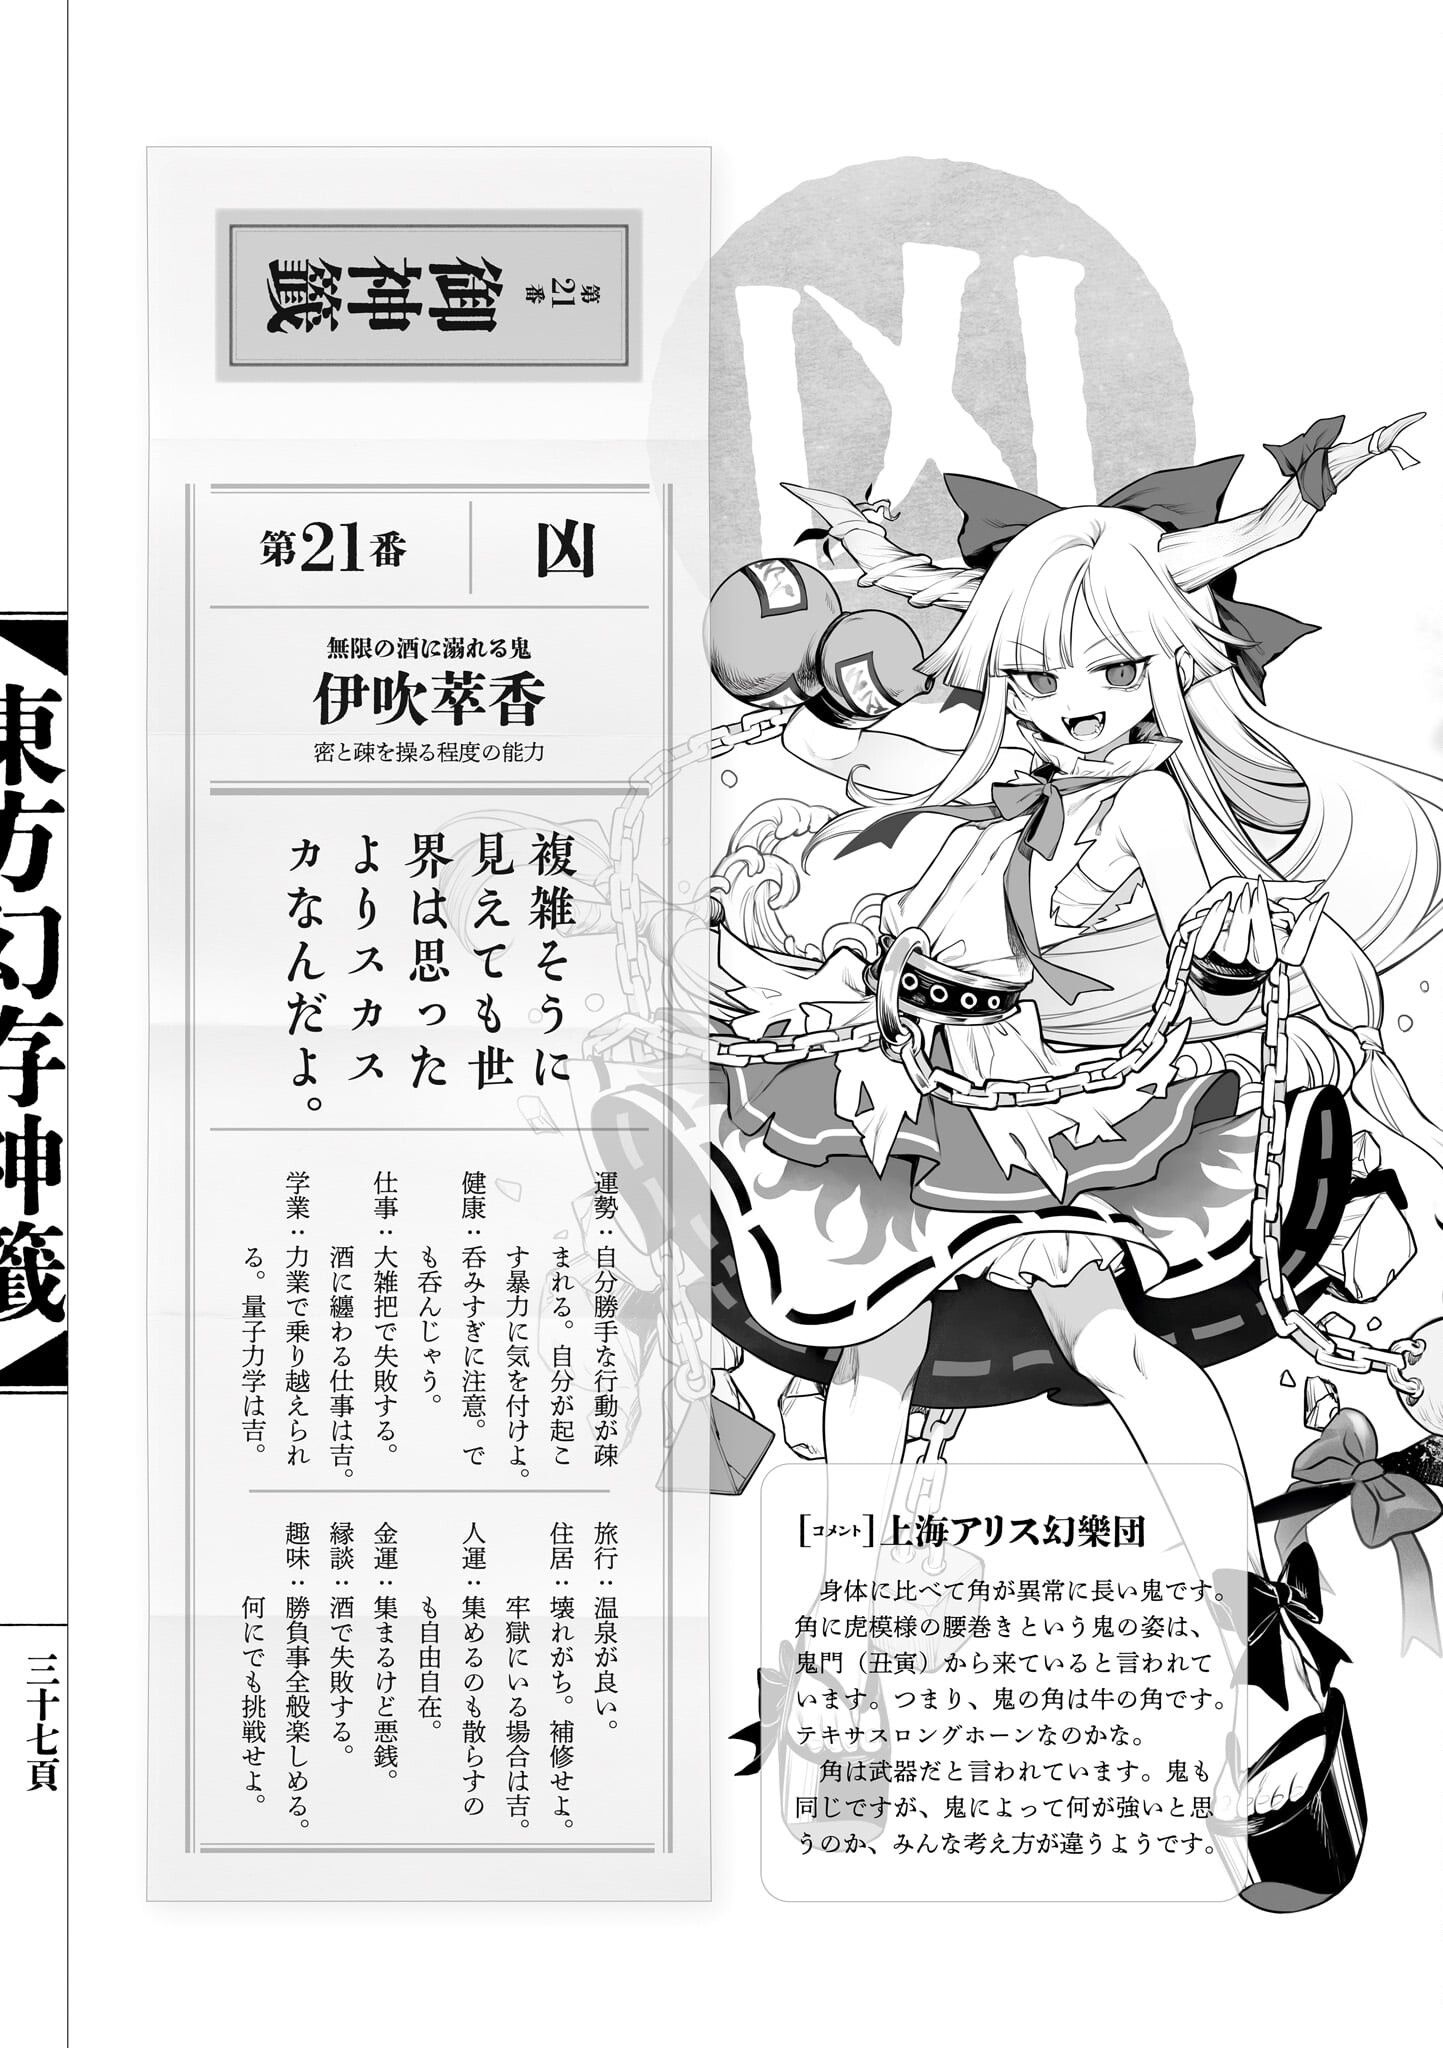 凶
御神籤
第21番
第21番
凶
無限の酒に溺れる鬼
伊吹萃香
密と疎を操る程度の能力
複雑そうに
見えても世
界は思った
よりスカス
カなんだよ。
運勢：自分勝手な行動が疎
まれる。自分が起こ
す暴力に気を付けよ。
健康：呑みすぎに注意。で
も呑んじゃう。
仕事：大雑把で失敗する。
酒に纏わる仕事は吉。
学業：力業で乗り越えられ
る。量子力学は吉。
旅行：温泉が良い。
住居：壊れがち。補修せよ。
牢獄にいる場合は吉。
人運：集めるのも散らすの
も自由自在。
金運：集まるけど悪銭。
縁談：酒で失敗する。
趣味：勝負事全般楽しめる。
何にでも挑戦せよ。
［コメント］上海アリス幻樂団
身体に比べて角が異常に長い鬼です。
角に虎模様の腰巻きという鬼の姿は、
鬼門（丑寅）から来ていると言われて
います。つまり、鬼の角は牛の角です。
テキサスロングホーンなのかな。
角は武器だと言われています。鬼も
同じですが、鬼によって何が強いと思
うのか、みんな考え方が違うようです。
【東方幻存神籤】
三十七頁